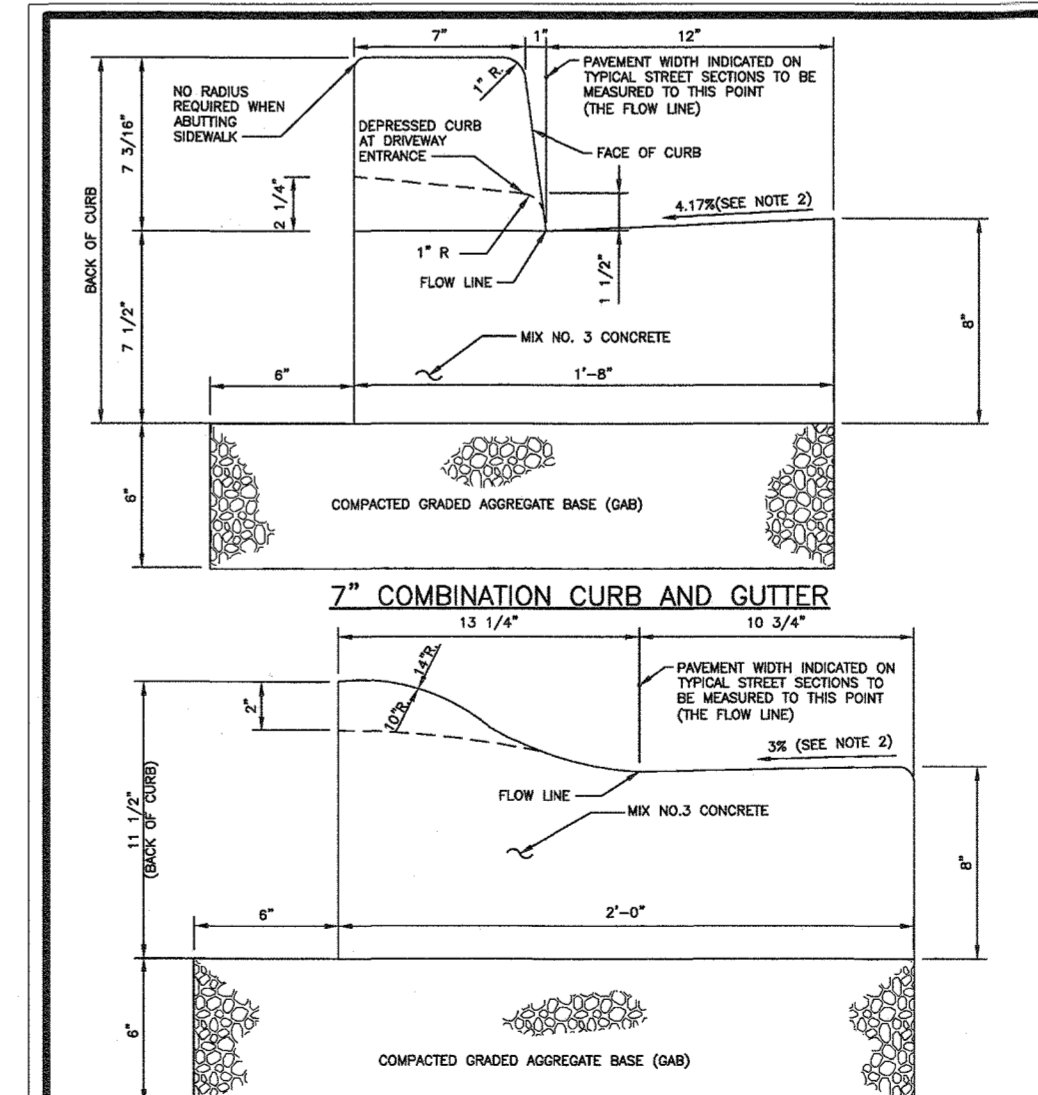 7" 1" 12"
NO RADIUS
REQUIRED WHEN
ABUTTING
SIDEWALK
1" R.
PAVEMENT WIDTH INDICATED ON
TYPICAL STREET SECTIONS TO BE
MEASURED TO THIS POINT
(THE FLOW LINE)
DEPRESSED CURB
AT DRIVEWAY
ENTRANCE
FACE OF CURB
7 3/16"
BACK OF CURB
2 1/4"
4.17%(SEE NOTE 2)
1" R
FLOW LINE
1 1/2"
7 1/2"
8"
MIX NO. 3 CONCRETE
6"
1'-8"
6"
COMPACTED GRADED AGGREGATE BASE (GAB)
7" COMBINATION CURB AND GUTTER
13 1/4" 10 3/4"
14"R.
10"R.
2"
PAVEMENT WIDTH INDICATED ON
TYPICAL STREET SECTIONS TO
BE MEASURED TO THIS POINT
(THE FLOW LINE)
3% (SEE NOTE 2)
FLOW LINE
MIX NO.3 CONCRETE
11 1/2"
(BACK OF CURB)
8"
6"
2'-0"
6"
COMPACTED GRADED AGGREGATE BASE (GAB)